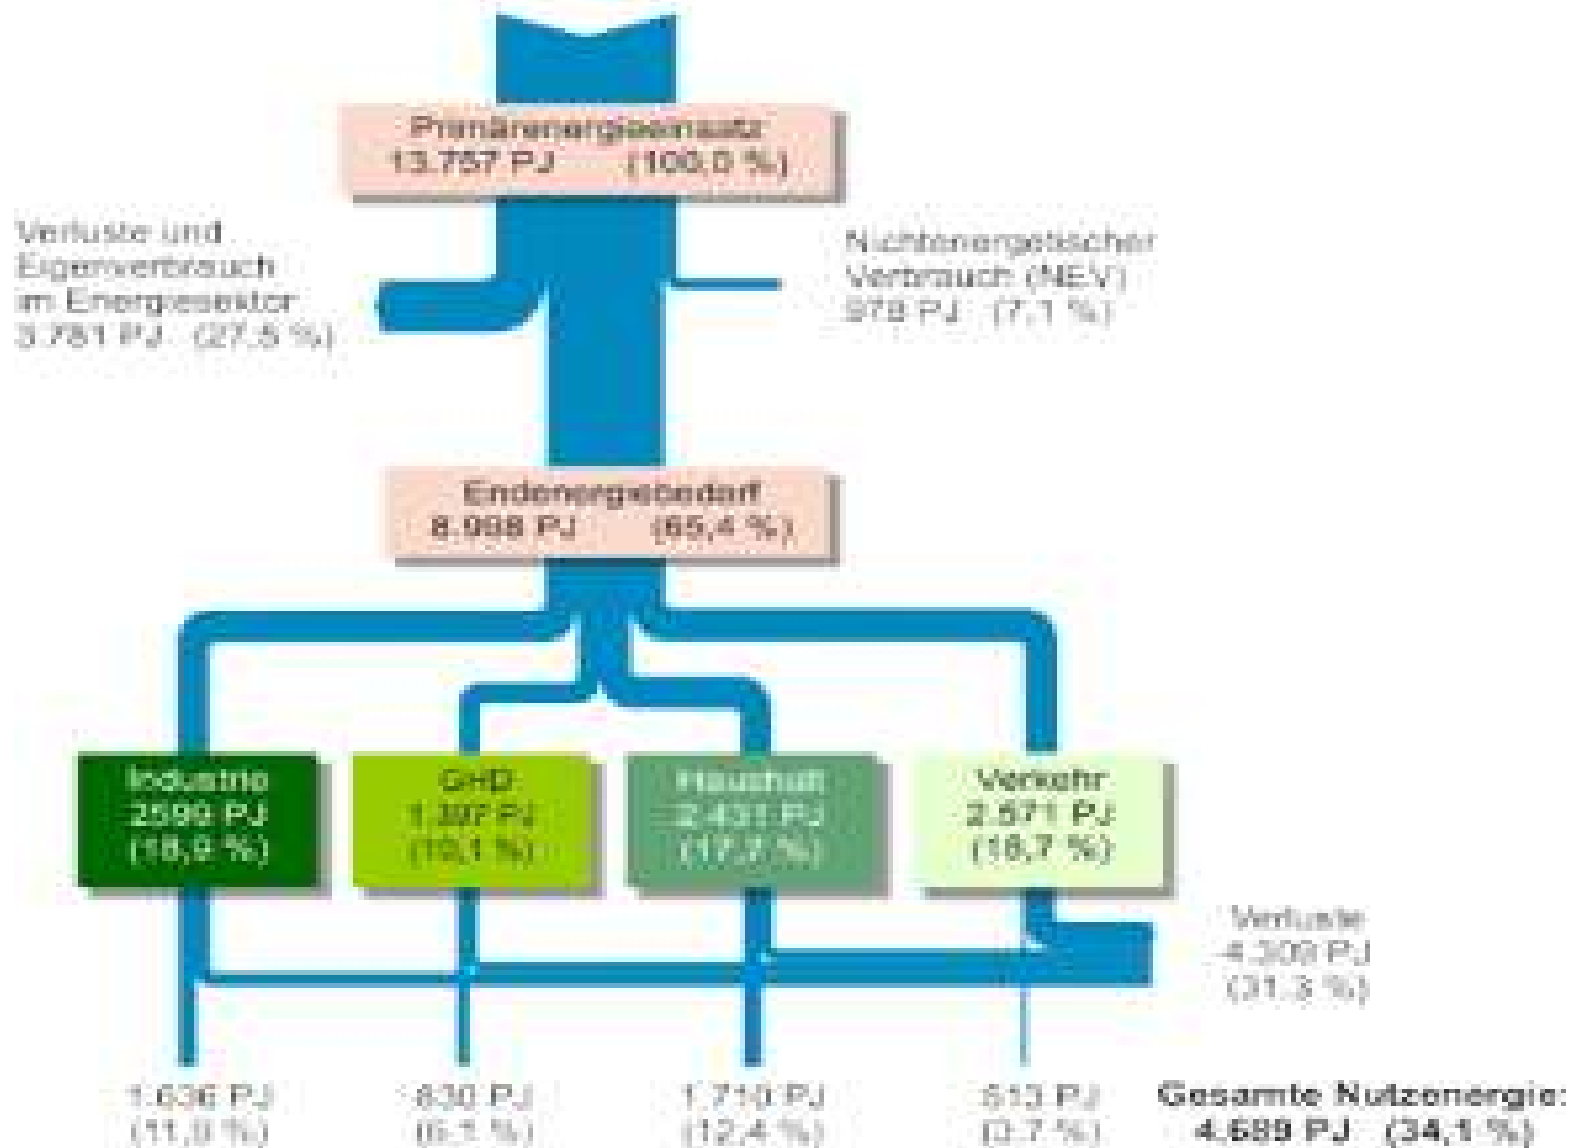 Primärenergieeinsatz
13.757 PJ (100,0 %)
Verluste und
Eigenverbrauch
im Energiesektor
3.781 PJ (27,5 %)
Nichtenergetischer
Verbrauch (NEV)
978 PJ (7,1 %)
Endenergiebedarf
8.998 PJ (65,4 %)
Industrie
2599 PJ
(18,9 %)
GHD
1.397 PJ
(10,1 %)
Haushalt
2.431 PJ
(17,7 %)
Verkehr
2.571 PJ
(18,7 %)
Verluste
4.309 PJ
(31,3 %)
1.636 PJ
(11,9 %)
830 PJ
(6,1 %)
1.710 PJ
(12,4 %)
513 PJ
(3,7 %)
Gesamte Nutzenergie:
4.689 PJ (34,1 %)